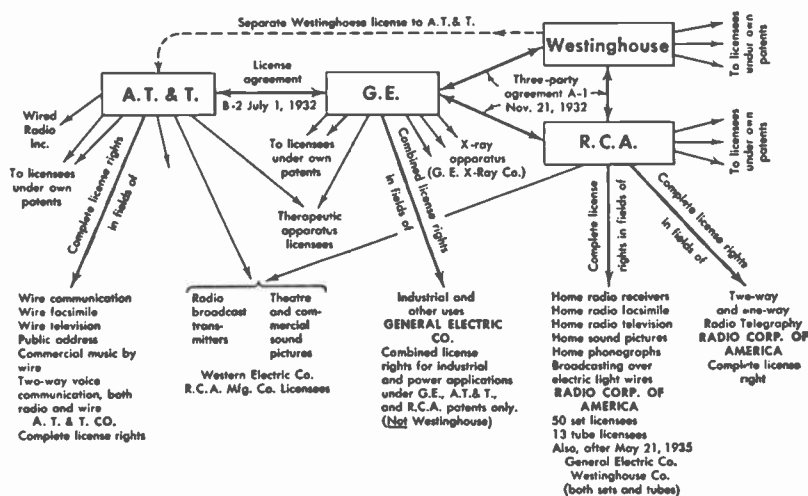 Separate Westinghouse license to A.T.& T.
Westinghouse
To licensees
under own
patents
A.T. & T.
License
agreement
B-2 July 1, 1932
G.E.
Three-party
agreement A-1
Nov. 21, 1932
R.C.A.
To licensees
under own
patents
Wired
Radio
Inc.
To licensees
under own
patents
Complete license rights
in fields of
To licensees
under own
patents
Therapeutic
apparatus
licensees
Combined license rights
in fields of
X-ray
apparatus
(G. E. X-Ray Co.)
Complete license
rights in fields of
Complete license rights
in fields of
Wire communication
Wire facsimile
Wire television
Public address
Commercial music by
wire
Two-way voice
communication, both
radio and wire
A. T. & T. CO.
Complete license rights
Radio
broadcast
trans-
mitters
Theatre
and com-
mercial
sound
pictures
Western Electric Co.
R.C.A. Mfg. Co. Licensees
Industrial and
other uses
GENERAL ELECTRIC
CO.
Combined license
rights for industrial
and power applications
under G.E., A.T.& T.,
and R.C.A. patents only.
(Not Westinghouse)
Home radio receivers
Home radio facsimile
Home radio television
Home sound pictures
Home phonographs
Broadcasting over
electric light wires
RADIO CORP. OF
AMERICA
50 set licensees
13 tube licensees
Also, after May 21, 1935
General Electric Co.
Westinghouse Co.
(both sets and tubes)
Two-way
and one-way
Radio Telegraphy
RADIO CORP. OF
AMERICA
Complete license
right